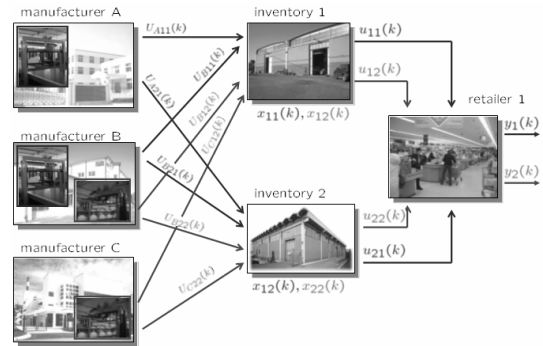 manufacturer A
U_{A11}(k)
inventory 1
u_{11}(k)
U_{A21}(k)
U_{B11}(k)
u_{12}(k)
U_{B12}(k)
U_{C12}(k)
x_{11}(k), x_{12}(k)
retailer 1
manufacturer B
y_1(k)
U_{B21}(k)
y_2(k)
inventory 2
U_{B22}(k)
u_{22}(k)
manufacturer C
u_{21}(k)
U_{C22}(k)
x_{12}(k), x_{22}(k)